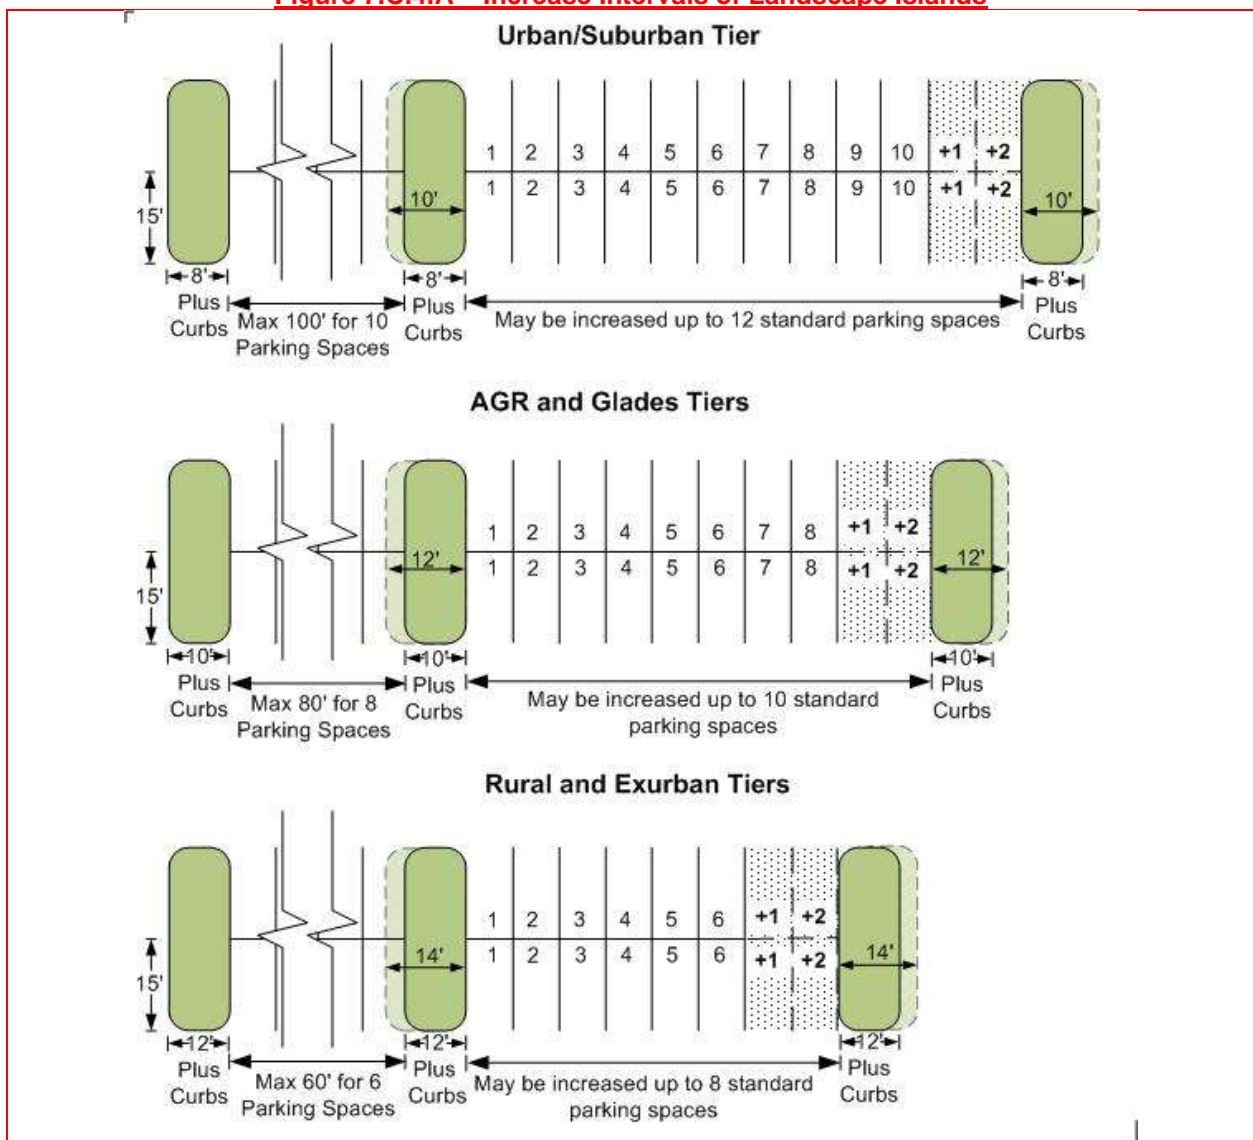 Figure 7.C.4.A – Increase Intervals of Landscape Islands
Urban/Suburban Tier
1 2 3 4 5 6 7 8 9 10 +1 +2
1 2 3 4 5 6 7 8 9 10 +1 +2
15'
10'
10'
8'
Plus
Curbs
Max 100' for 10
Parking Spaces
8'
Plus
Curbs
May be increased up to 12 standard parking spaces
8'
Plus
Curbs
AGR and Glades Tiers
1 2 3 4 5 6 7 8 +1 +2
1 2 3 4 5 6 7 8 +1 +2
15'
12'
12'
10'
Plus
Curbs
Max 80' for 8
Parking Spaces
10'
Plus
Curbs
May be increased up to 10 standard
parking spaces
10'
Plus
Curbs
Rural and Exurban Tiers
1 2 3 4 5 6 +1 +2
1 2 3 4 5 6 +1 +2
15'
14'
14'
12'
Plus
Curbs
Max 60' for 6
Parking Spaces
12'
Plus
Curbs
May be increased up to 8 standard
parking spaces
12'
Plus
Curbs